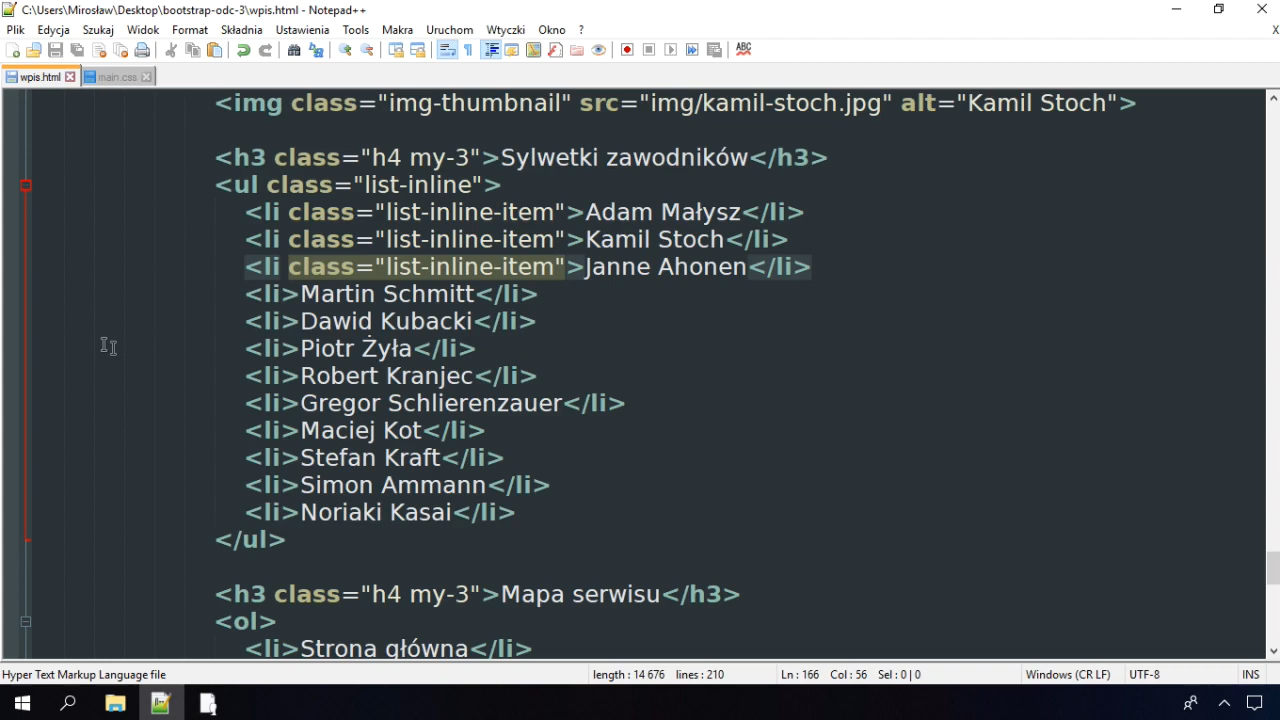 C:\Users\Mirosław\Desktop\bootstrap-odc-3\wpis.html - Notepad++
Plik Edycja Szukaj Widok Format Składnia Ustawienia Tools Makra Uruchom Wtyczki Okno ? X
ABC
wpis.html main.css
<img class="img-thumbnail" src="img/kamil-stoch.jpg" alt="Kamil Stoch">
<h3 class="h4 my-3">Sylwetki zawodników</h3>
<ul class="list-inline">
<li class="list-inline-item">Adam Małysz</li>
<li class="list-inline-item">Kamil Stoch</li>
<li class="list-inline-item">Janne Ahonen</li>
<li>Martin Schmitt</li>
<li>Dawid Kubacki</li>
<li>Piotr Żyła</li>
<li>Robert Kranjec</li>
<li>Gregor Schlierenzauer</li>
<li>Maciej Kot</li>
<li>Stefan Kraft</li>
<li>Simon Ammann</li>
<li>Noriaki Kasai</li>
</ul>
<h3 class="h4 my-3">Mapa serwisu</h3>
<ol>
<li>Strona główna</li>
Hyper Text Markup Language file length : 14 676 lines : 210 Ln : 166 Col : 56 Sel : 0 | 0 Windows (CR LF) UTF-8 INS